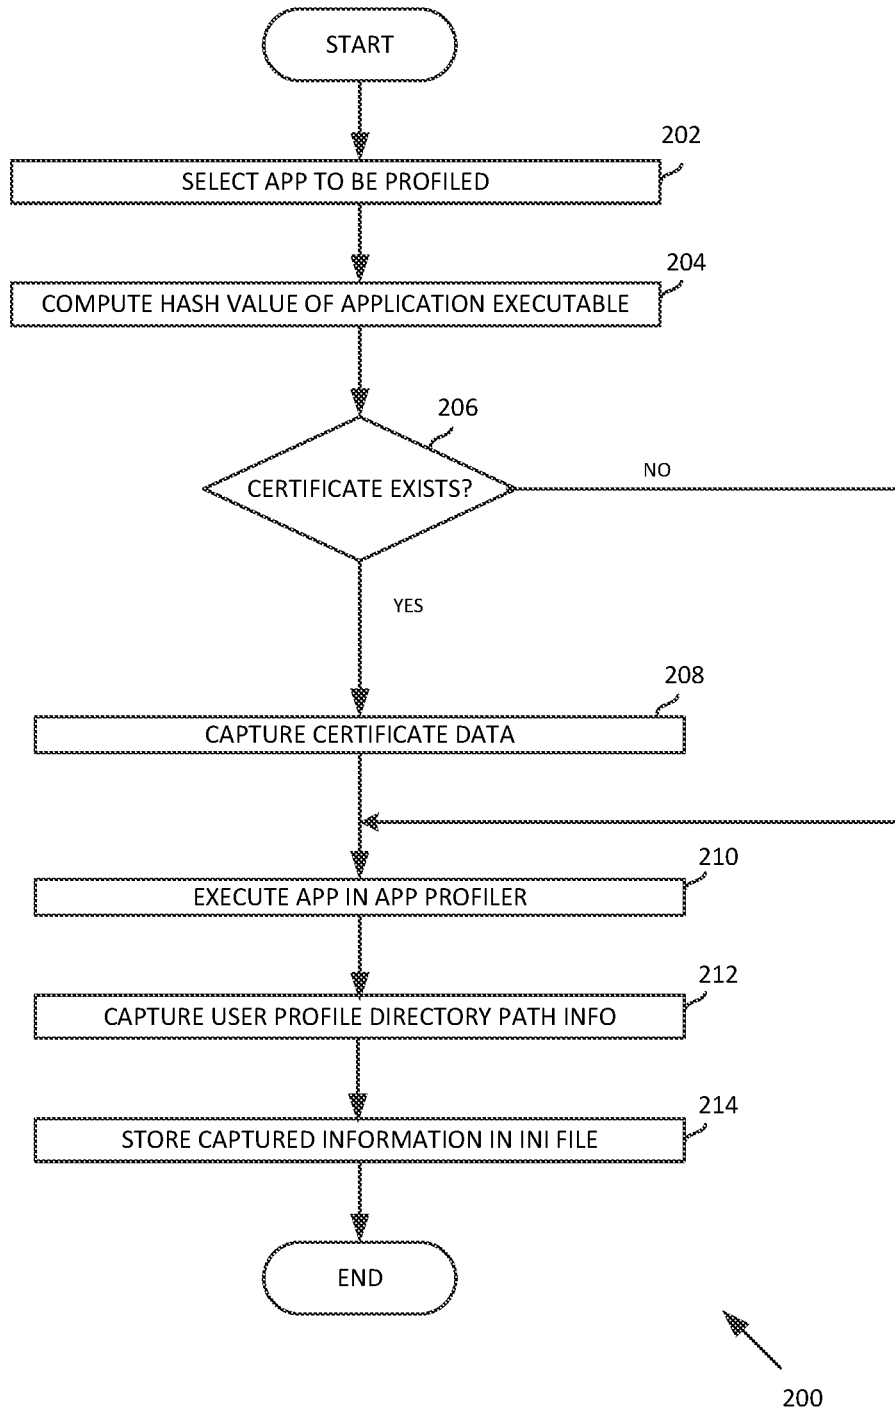 START
202
SELECT APP TO BE PROFILED
204
COMPUTE HASH VALUE OF APPLICATION EXECUTABLE
206
CERTIFICATE EXISTS?
NO
YES
208
CAPTURE CERTIFICATE DATA
210
EXECUTE APP IN APP PROFILER
212
CAPTURE USER PROFILE DIRECTORY PATH INFO
214
STORE CAPTURED INFORMATION IN INI FILE
END
200